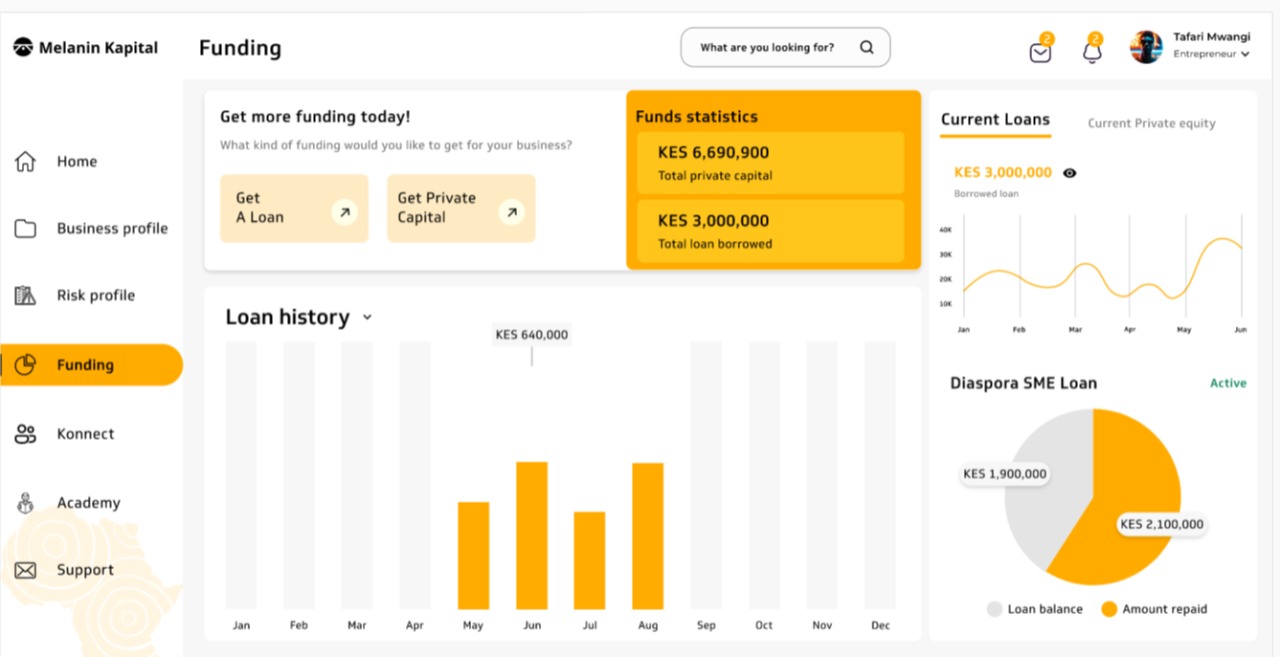 Melanin Kapital
Funding
What are you looking for?
2
2
Tafari Mwangi
Entrepreneur
Home
Business profile
Risk profile
Funding
Konnect
Academy
Support
Get more funding today!
What kind of funding would you like to get for your business?
Get
A Loan
Get Private
Capital
Funds statistics
KES 6,690,900
Total private capital
KES 3,000,000
Total loan borrowed
Loan history
KES 640,000
Jan Feb Mar Apr May Jun Jul Aug Sep Oct Nov Dec
Current Loans
Current Private equity
KES 3,000,000
Borrowed loan
40K
30K
20K
10K
Jan Feb Mar Apr May Jun
Diaspora SME Loan
Active
KES 1,900,000
KES 2,100,000
Loan balance
Amount repaid